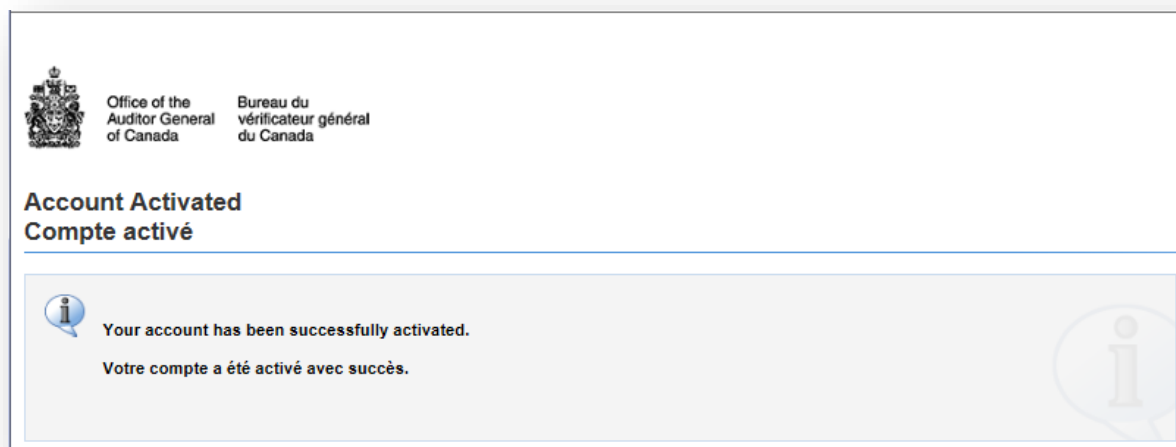 Office of the
Auditor General
of Canada
Bureau du
vérificateur général
du Canada
Account Activated
Compte activé
Your account has been successfully activated.
Votre compte a été activé avec succès.